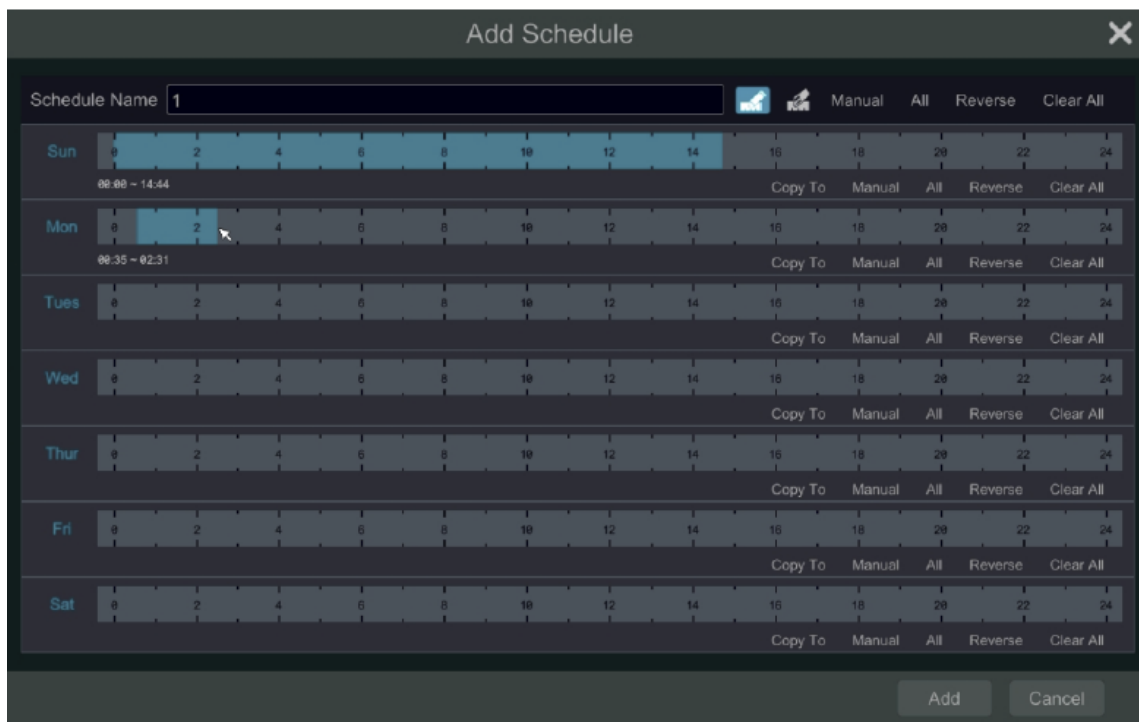 Add Schedule
Schedule Name 1 Manual All Reverse Clear All
Sun 0 2 4 6 8 10 12 14 16 18 20 22 24
00:00 ~ 14:44 Copy To Manual All Reverse Clear All
Mon 0 2 4 6 8 10 12 14 16 18 20 22 24
00:35 ~ 02:31 Copy To Manual All Reverse Clear All
Tues 0 2 4 6 8 10 12 14 16 18 20 22 24
Copy To Manual All Reverse Clear All
Wed 0 2 4 6 8 10 12 14 16 18 20 22 24
Copy To Manual All Reverse Clear All
Thur 0 2 4 6 8 10 12 14 16 18 20 22 24
Copy To Manual All Reverse Clear All
Fri 0 2 4 6 8 10 12 14 16 18 20 22 24
Copy To Manual All Reverse Clear All
Sat 0 2 4 6 8 10 12 14 16 18 20 22 24
Copy To Manual All Reverse Clear All
Add Cancel